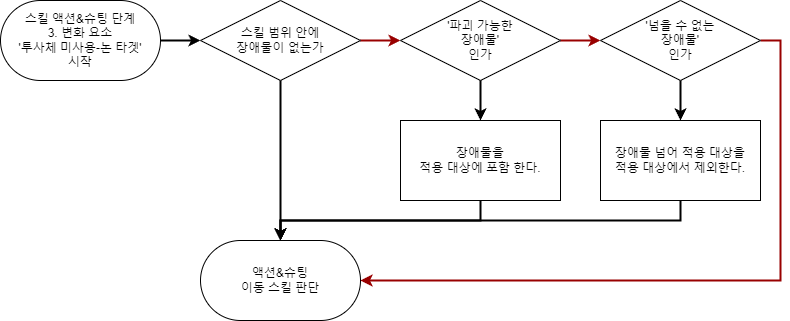 스킬 액션&슈팅 단계
3. 변화 요소
'투사체 미사용-논 타겟'
시작
스킬 범위 안에
장애물이 없는가
'파괴 가능한
장애물'
인가
'넘을 수 없는
장애물'
인가
장애물을
적용 대상에 포함 한다.
장애물 넘어 적용 대상을
적용 대상에서 제외한다.
액션&슈팅
이동 스킬 판단